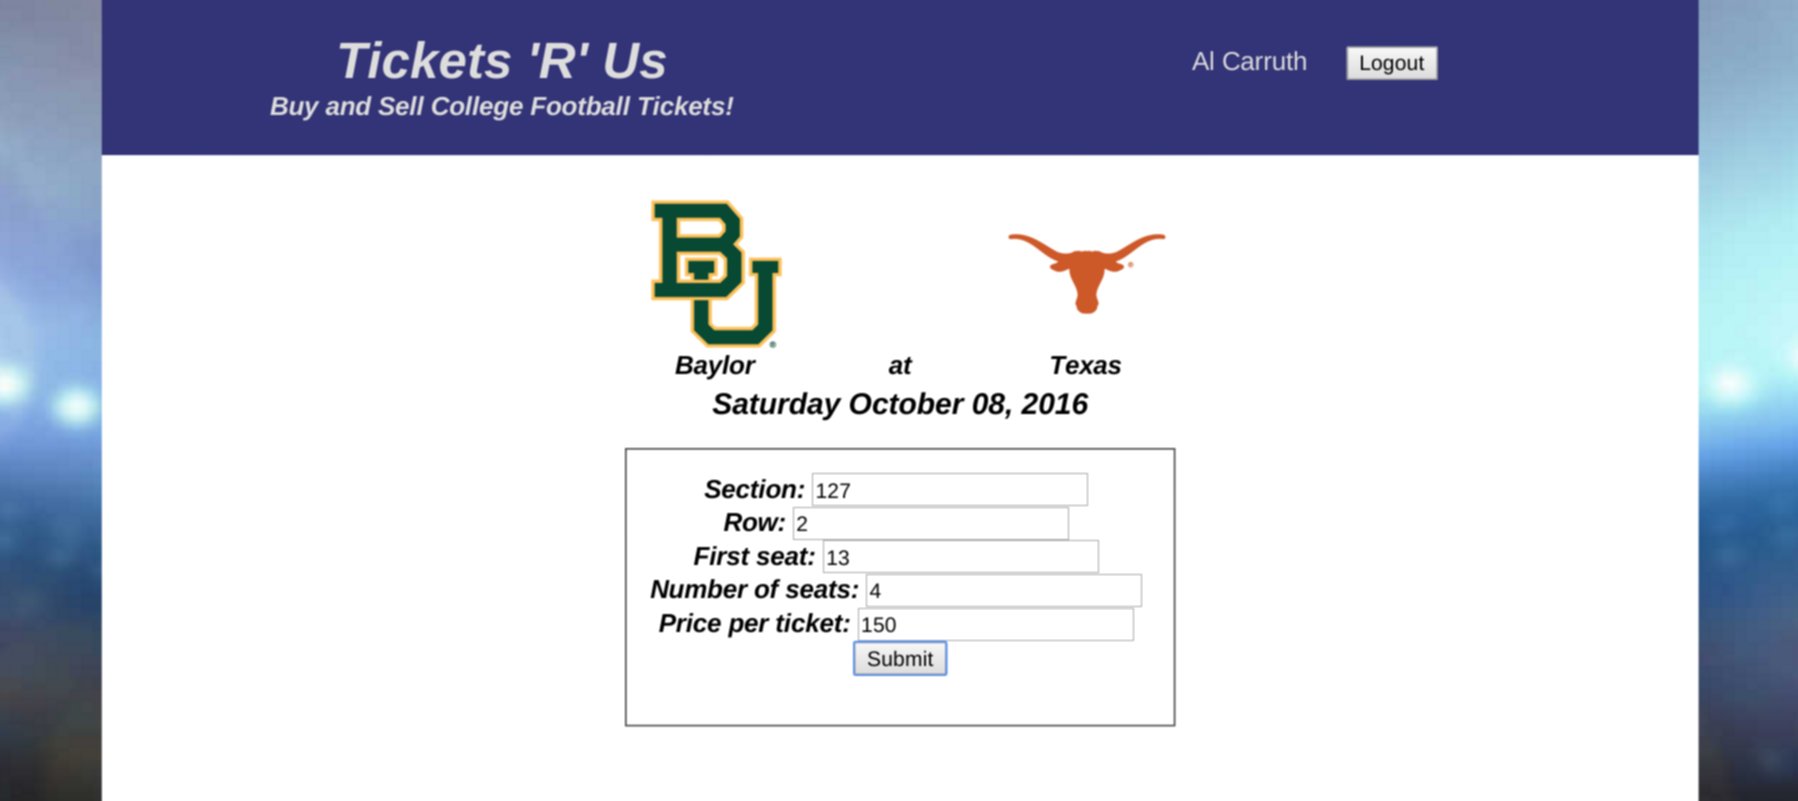 Tickets 'R' Us
Buy and Sell College Football Tickets!
Al Carruth
Logout
BU
Baylor at Texas
Saturday October 08, 2016
Section: 127
Row: 2
First seat: 13
Number of seats: 4
Price per ticket: 150
Submit